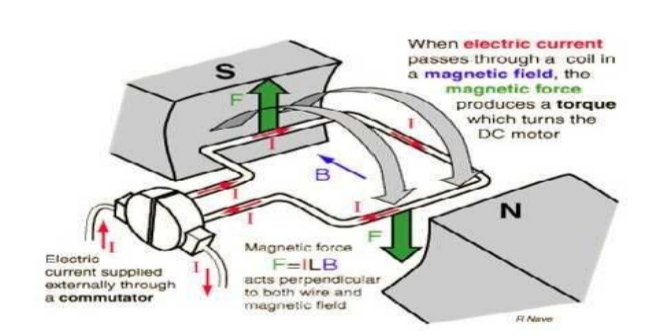 When electric current
passes through a coil in
a magnetic field, the
magnetic force
produces a torque
which turns the
DC motor
S
F
I
I
B
I
I
I
F
N
I
I
Electric
current supplied
externally through
a commutator
Magnetic force
F=ILB
acts perpendicular
to both wire and
magnetic field
R Nave